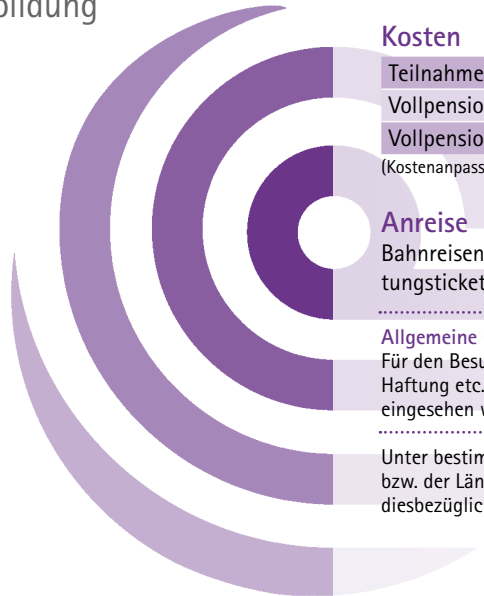 bildung
Kosten
Teilnahme
Vollpensio
Vollpensio
(Kostenanpass
Anreise
Bahnreisen
tungsticket
Allgemeine
Für den Besu
Haftung etc.
eingesehen w
Unter bestim
bzw. der Län
diesbezüglic